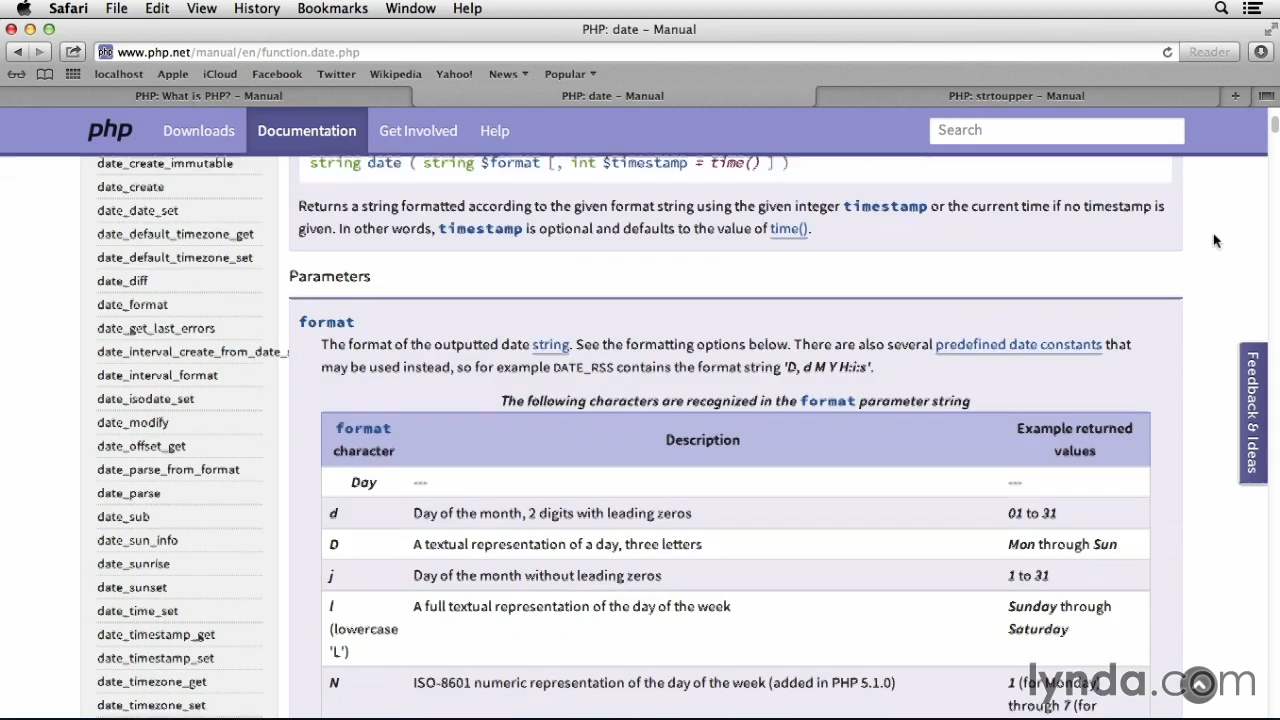 Safari File Edit View History Bookmarks Window Help
PHP: date – Manual
www.php.net/manual/en/function.date.php
Reader
localhost Apple iCloud Facebook Twitter Wikipedia Yahoo! News Popular
PHP: What is PHP? – Manual
PHP: date – Manual
PHP: strtoupper – Manual
php Downloads Documentation Get Involved Help
Search
date_create_immutable
date_create
date_date_set
date_default_timezone_get
date_default_timezone_set
date_diff
date_format
date_get_last_errors
date_interval_create_from_date_
date_interval_format
date_isodate_set
date_modify
date_offset_get
date_parse_from_format
date_parse
date_sub
date_sun_info
date_sunrise
date_sunset
date_time_set
date_timestamp_get
date_timestamp_set
date_timezone_get
date_timezone_set
string date ( string $format [, int $timestamp = time() ] )
Returns a string formatted according to the given format string using the given integer timestamp or the current time if no timestamp is
given. In other words, timestamp is optional and defaults to the value of time().
Parameters
format
The format of the outputted date string. See the formatting options below. There are also several predefined date constants that
may be used instead, so for example DATE_RSS contains the format string 'D, d M Y H:i:s'.
The following characters are recognized in the format parameter string
format
character
Description
Example returned
values
Day --- ---
d Day of the month, 2 digits with leading zeros 01 to 31
D A textual representation of a day, three letters Mon through Sun
j Day of the month without leading zeros 1 to 31
l
(lowercase
'L')
A full textual representation of the day of the week
Sunday through
Saturday
N ISO-8601 numeric representation of the day of the week (added in PHP 5.1.0)
1 (for Monday)
through 7 (for
Feedback & Ideas
lynda.com